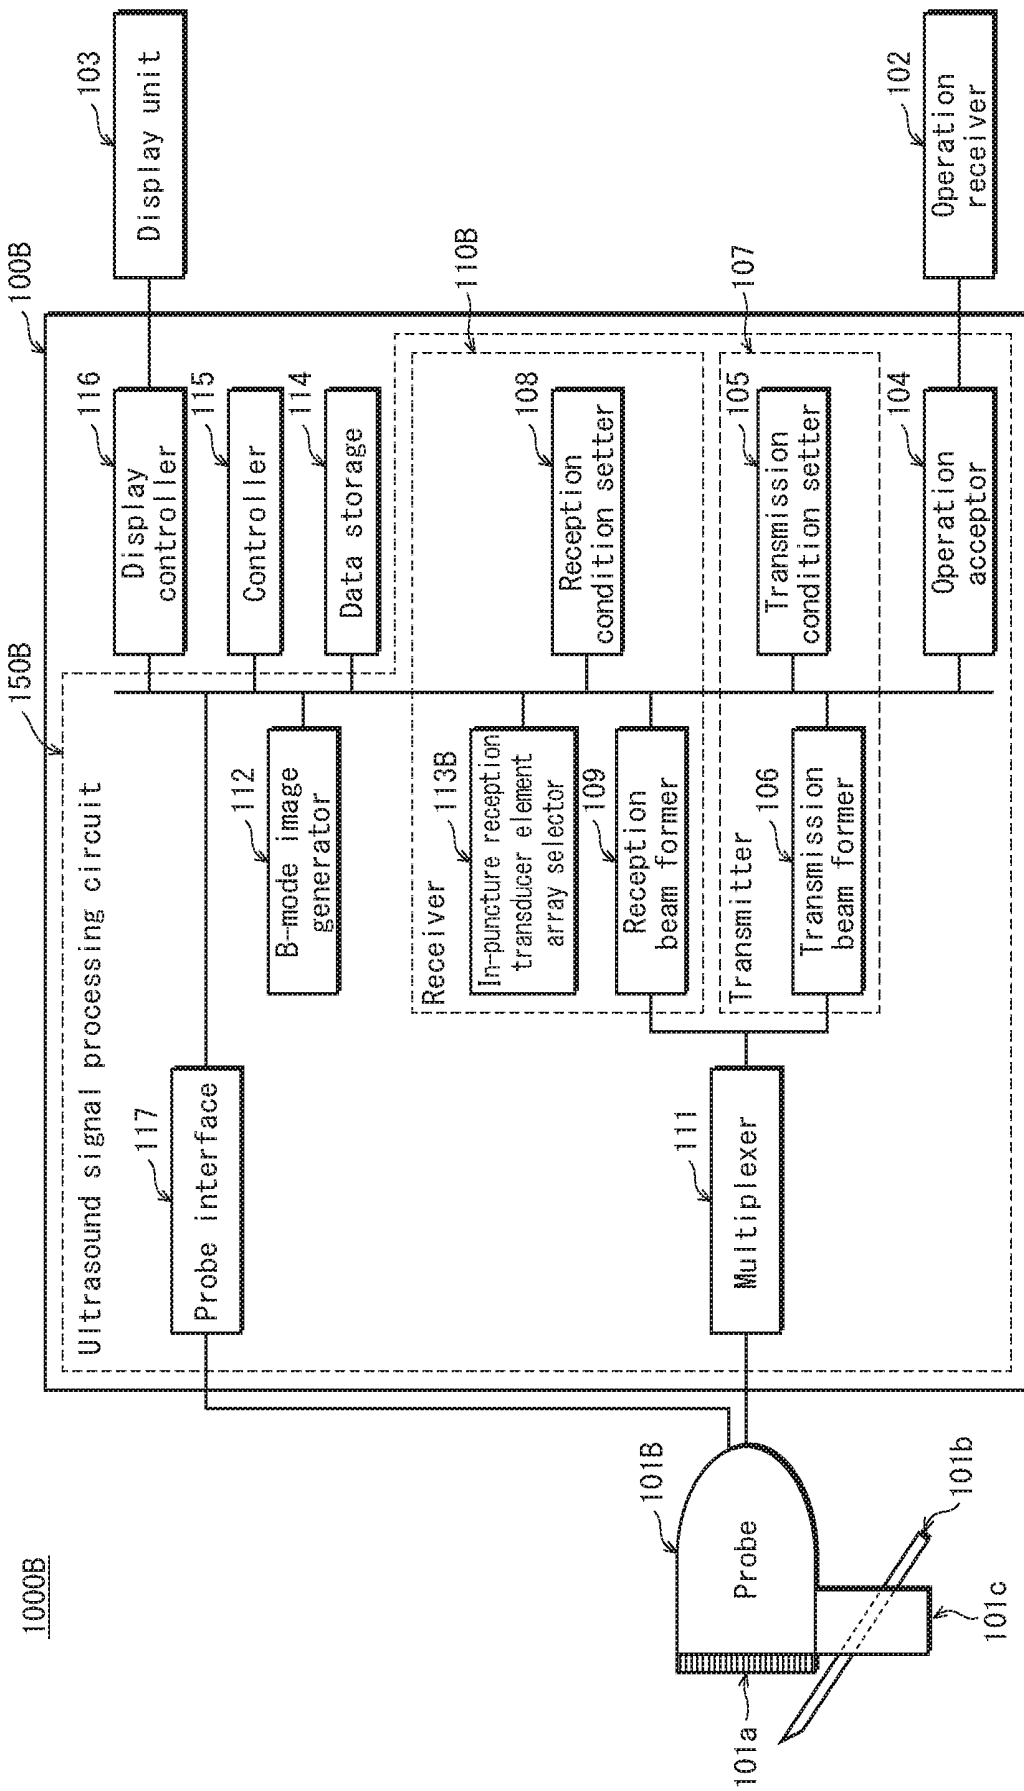 1000B
150B
100B
Ultrasound signal processing circuit
117
Probe interface
116
Display
controller
103
Display unit
115
Controller
112
B-mode image
generator
114
Data storage
Receiver
110B
113B
In-puncture reception
transducer element
array selector
108
Reception
condition setter
109
Reception
beam former
101B
Probe
111
Multiplexer
Transmitter
107
106
Transmission
beam former
105
Transmission
condition setter
104
Operation
acceptor
102
Operation
receiver
101a
101b
101c